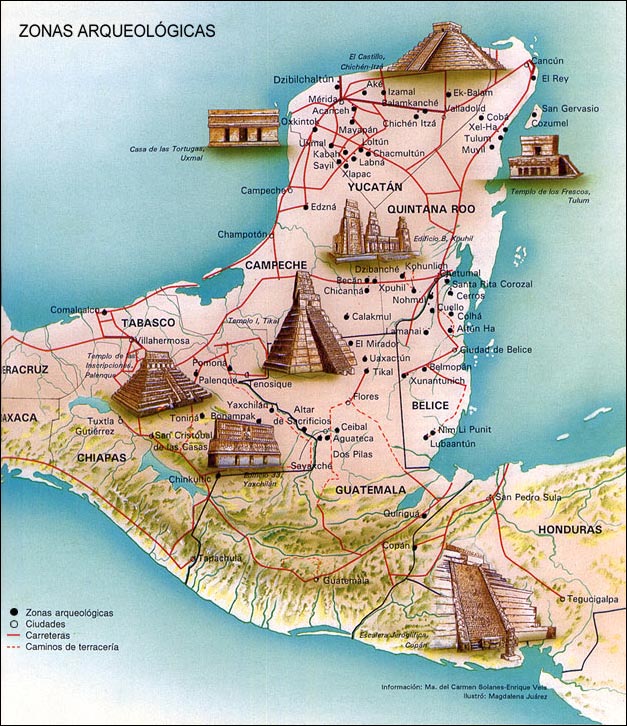 ZONAS ARQUEOLÓGICAS
El Castillo,
Chichén-Itzá
Cancún
El Rey
Dzibilchaltún
Aké
Izamal
Ek-Balam
Mérida
Balamkanché
Valladolid
San Gervasio
Acanceh
Cobá
Cozumel
Oxkintok
Chichén Itzá
Xel-Ha
Mayapán
Tulum
Casa de las Tortugas,
Uxmal
Uxmal
Loltún
Muyil
Kabah
Chacmultún
Labná
Sayil
Xlapac
Templo de los Frescos,
Tulum
Campeche
YUCATÁN
Edzná
QUINTANA ROO
Champotón
Edificio B, Xpuhil
CAMPECHE
Dzibanché
Kohunlich
Chetumal
Becán
Santa Rita Corozal
Chicanná
Xpuhil
Nohmul
Cerros
Cuello
Comalcalco
Calakmul
Colhá
TABASCO
Templo I, Tikal
Lamanai
Altún Ha
Villahermosa
El Mirador
Ciudad de Belice
Templo de las
Inscripciones,
Palenque
Uaxactún
Pomoná
Tikal
Belmopán
VERACRUZ
Palenque
Tenosique
Xunantunich
Flores
BELICE
Yaxchilán
Altar
de Sacrificios
OAXACA
Toniná
Bonampak
Tuxtla
Gutiérrez
Ceibal
Nim Li Punit
San Cristóbal
de las Casas
Aguateca
Lubaantún
Dos Pilas
CHIAPAS
Sayaxché
Chinkultic
Edificio 33,
Yaxchilán
GUATEMALA
San Pedro Sula
Quiriguá
HONDURAS
Copán
Tapachula
Guatemala
Tegucigalpa
Zonas arqueológicas
Ciudades
Carreteras
Caminos de terracería
Escalera Jeroglífica,
Copán
Información: Ma. del Carmen Solanes-Enrique Vela
Ilustró: Magdalena Juárez